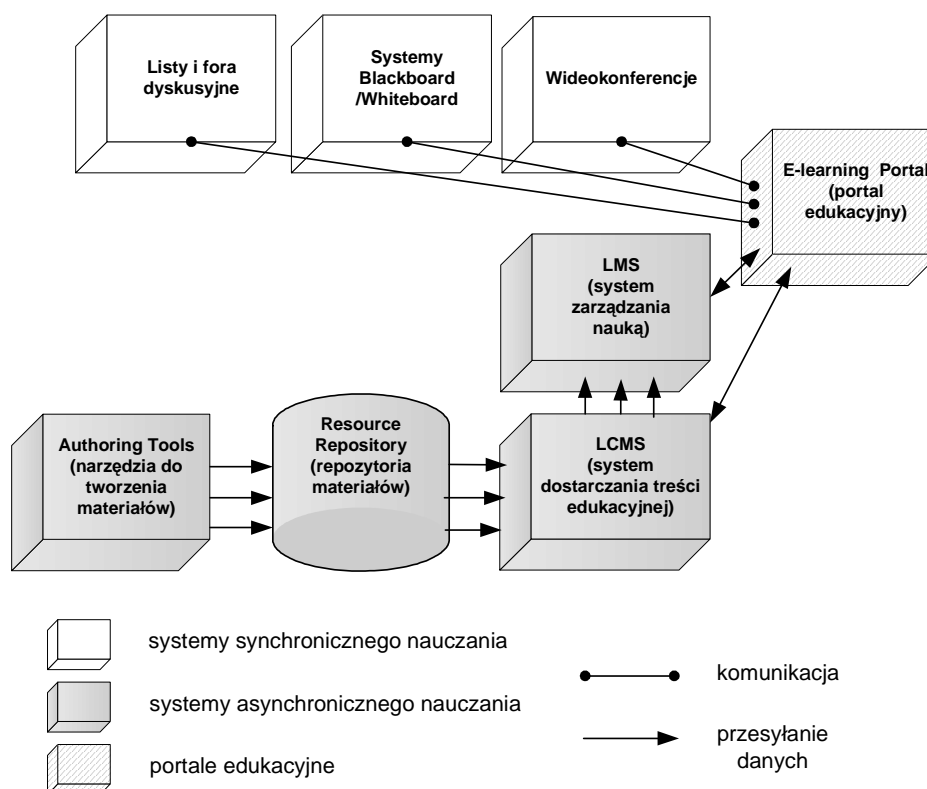 Listy i fora
dyskusyjne
Systemy
Blackboard
/Whiteboard
Wideokonferencje
E-learning Portal
(portal
edukacyjny)
LMS
(system
zarządzania
nauką)
Authoring Tools
(narzędzia do
tworzenia
materiałów)
Resource
Repository
(repozytoria
materiałów)
LCMS
(system
dostarczania treści
edukacyjnej)
systemy synchronicznego nauczania
systemy asynchronicznego nauczania
portale edukacyjne
komunikacja
przesyłanie
danych